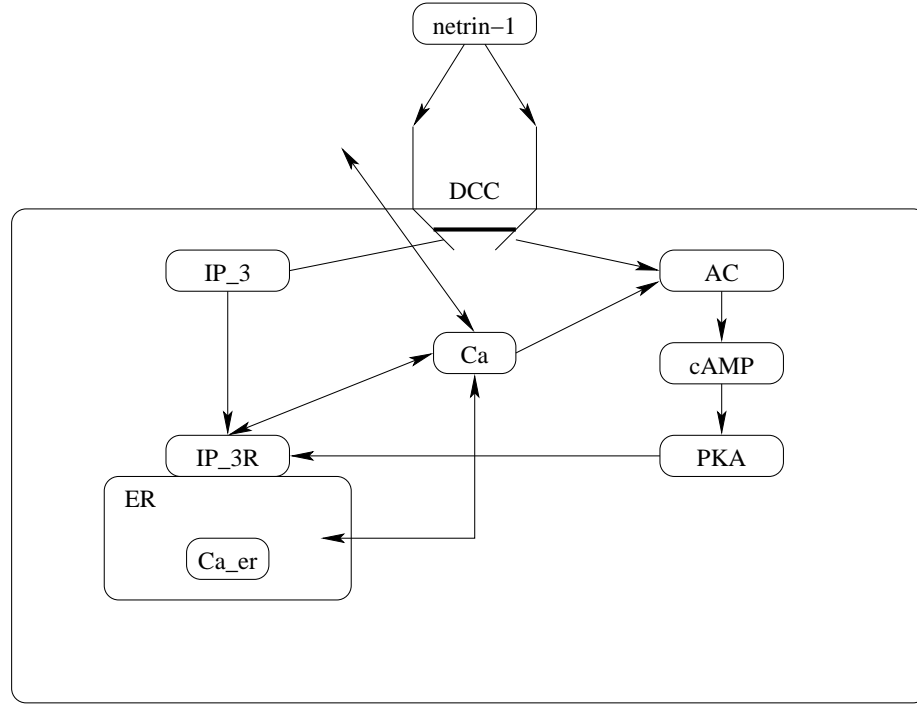 netrin−1
DCC
IP_3
AC
Ca
cAMP
IP_3R
PKA
ER
Ca_er